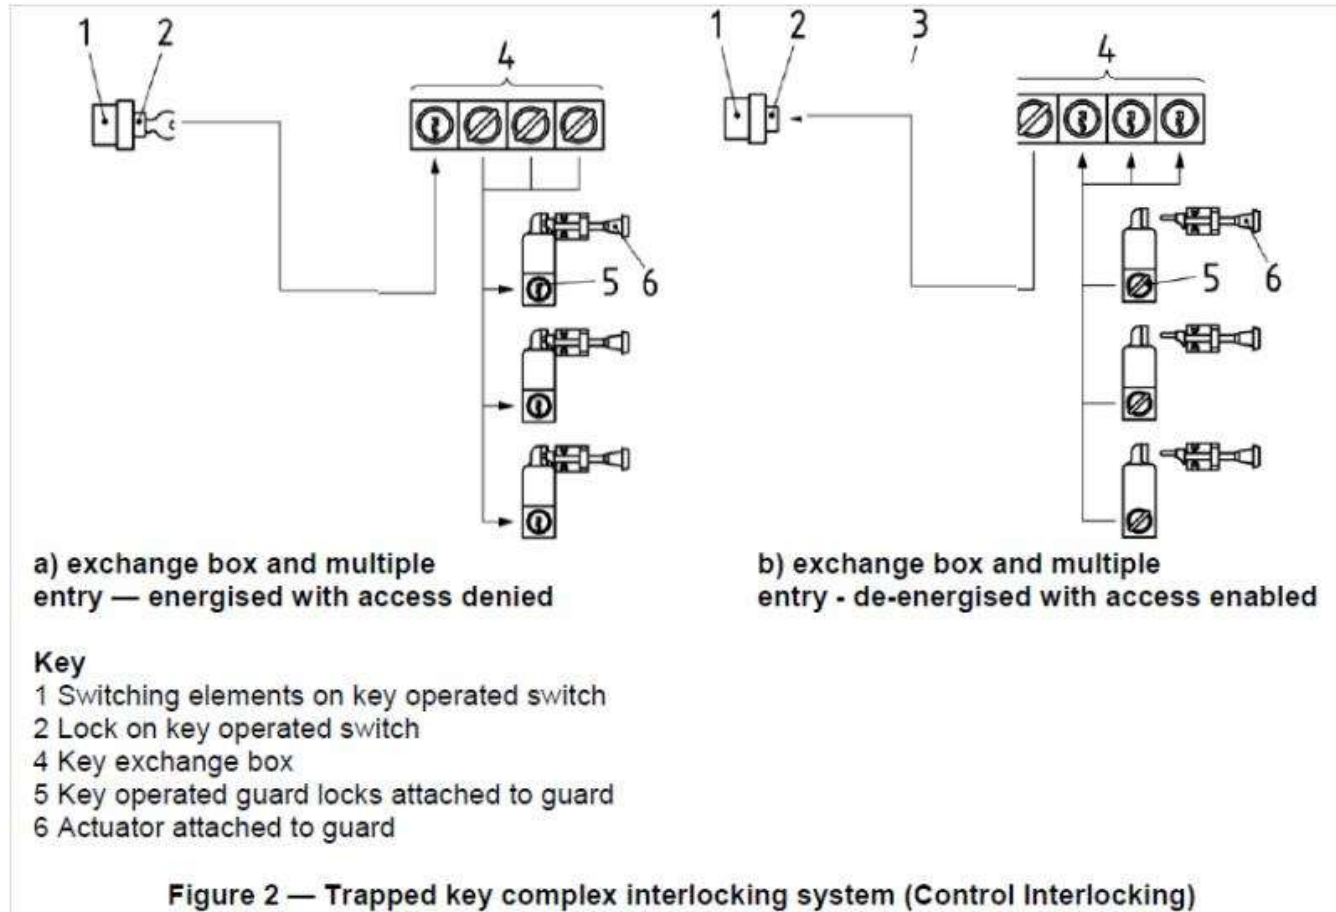 1 2 4
1 2 3 4
5 6
5 6
a) exchange box and multiple
entry — energised with access denied
b) exchange box and multiple
entry - de-energised with access enabled
Key
1 Switching elements on key operated switch
2 Lock on key operated switch
4 Key exchange box
5 Key operated guard locks attached to guard
6 Actuator attached to guard
Figure 2 — Trapped key complex interlocking system (Control Interlocking)